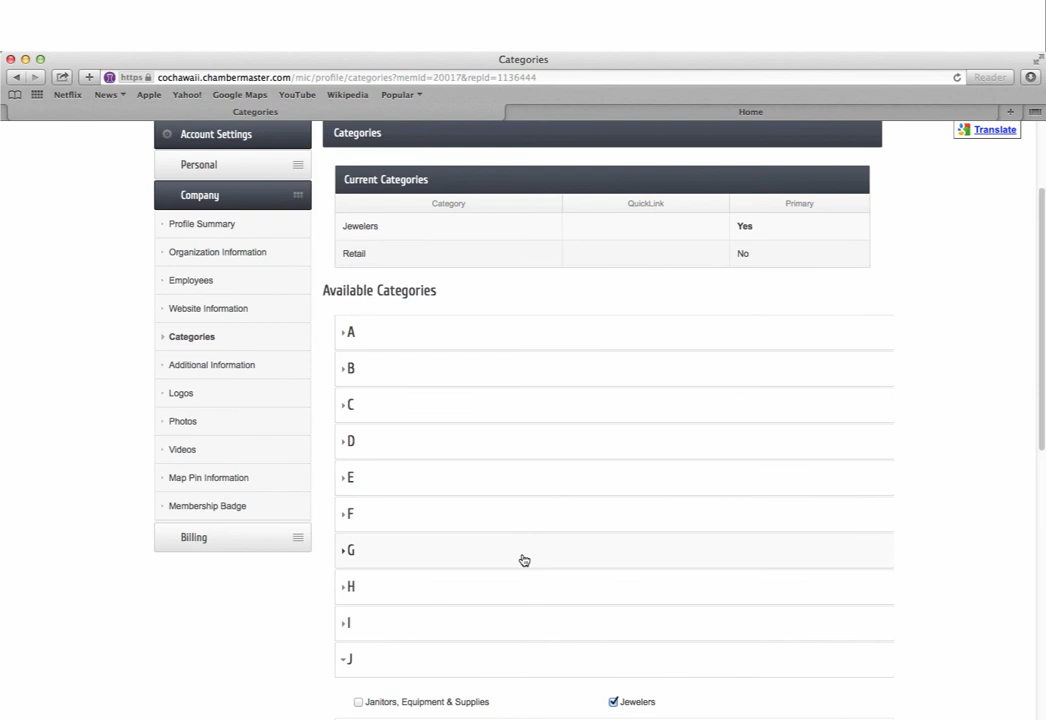 Categories
https cochawaii.chambermaster.com/mic/profile/categories?memId=20017&repId=1136444 Reader
Netflix News Apple Yahoo! Google Maps YouTube Wikipedia Popular
Categories Home
Account Settings
Personal
Company
Profile Summary
Organization Information
Employees
Website Information
Categories
Additional Information
Logos
Photos
Videos
Map Pin Information
Membership Badge
Billing
Categories
Translate
Current Categories
Category QuickLink Primary
Jewelers Yes
Retail No
Available Categories
A
B
C
D
E
F
G
H
I
J
Janitors, Equipment & Supplies Jewelers